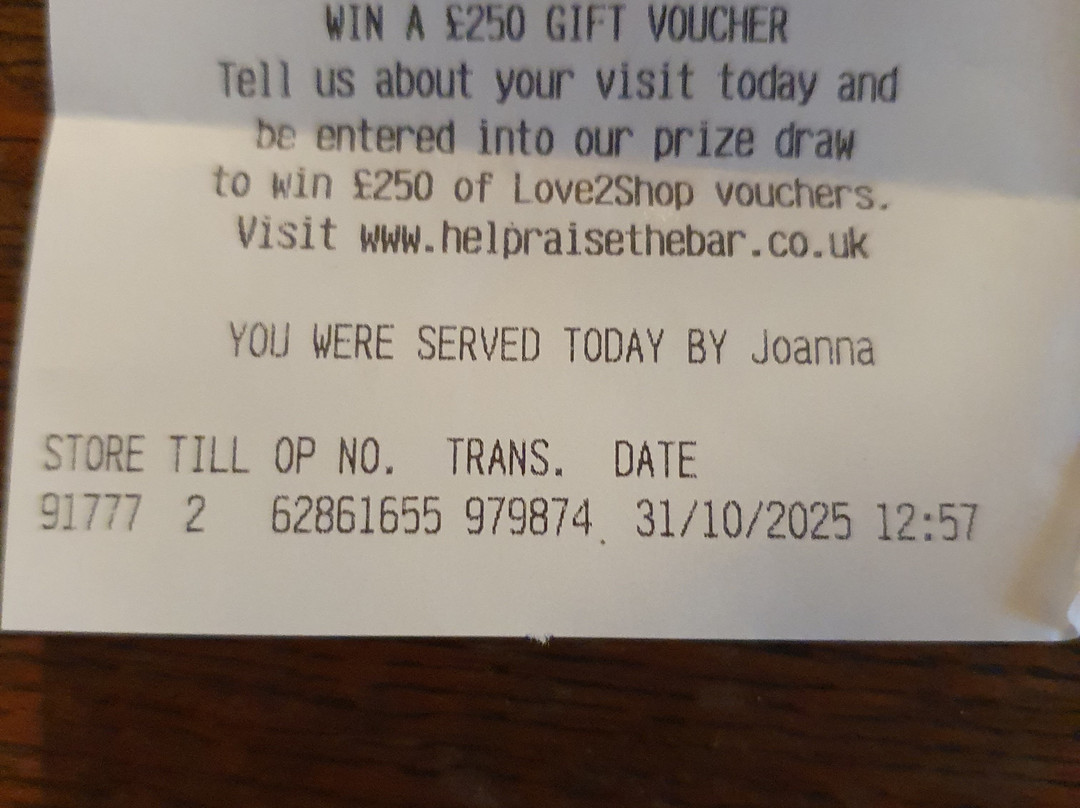 WIN A £250 GIFT VOUCHER
Tell us about your visit today and
be entered into our prize draw
to win £250 of Love2Shop vouchers.
Visit www.helpraisethebar.co.uk
YOU WERE SERVED TODAY BY Joanna
STORE TILL OP NO. TRANS. DATE
91777 2 62861655 979874 31/10/2025 12:57